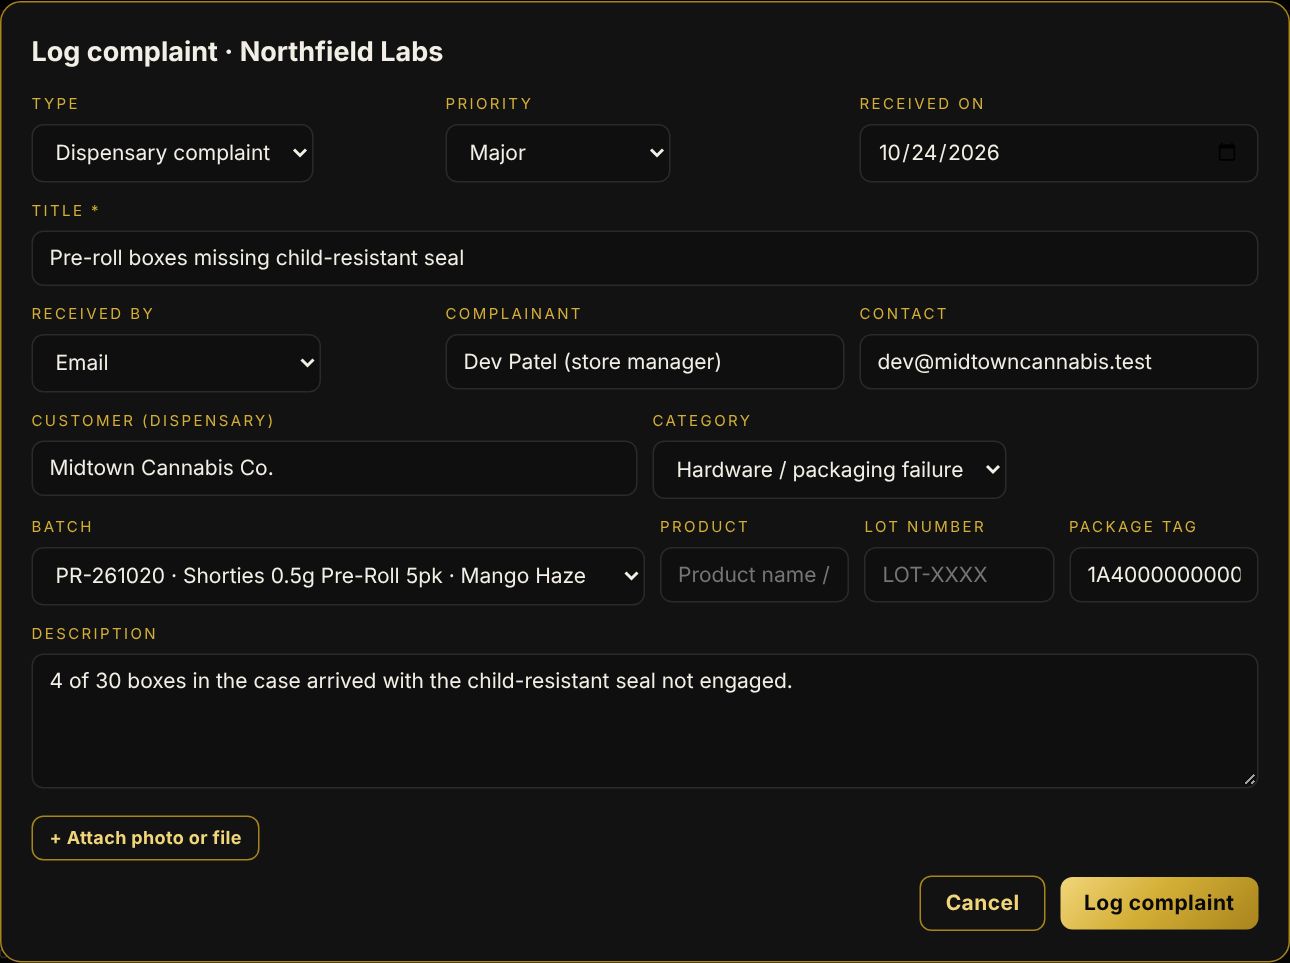 Log complaint · Northfield Labs
TYPE PRIORITY RECEIVED ON
Dispensary complaint Major 10/24/2026
TITLE *
Pre-roll boxes missing child-resistant seal
RECEIVED BY COMPLAINANT CONTACT
Email Dev Patel (store manager) dev@midtowncannabis.test
CUSTOMER (DISPENSARY) CATEGORY
Midtown Cannabis Co. Hardware / packaging failure
BATCH PRODUCT LOT NUMBER PACKAGE TAG
PR-261020 · Shorties 0.5g Pre-Roll 5pk · Mango Haze Product name / LOT-XXXX 1A4000000000
DESCRIPTION
4 of 30 boxes in the case arrived with the child-resistant seal not engaged.
+ Attach photo or file
Cancel Log complaint